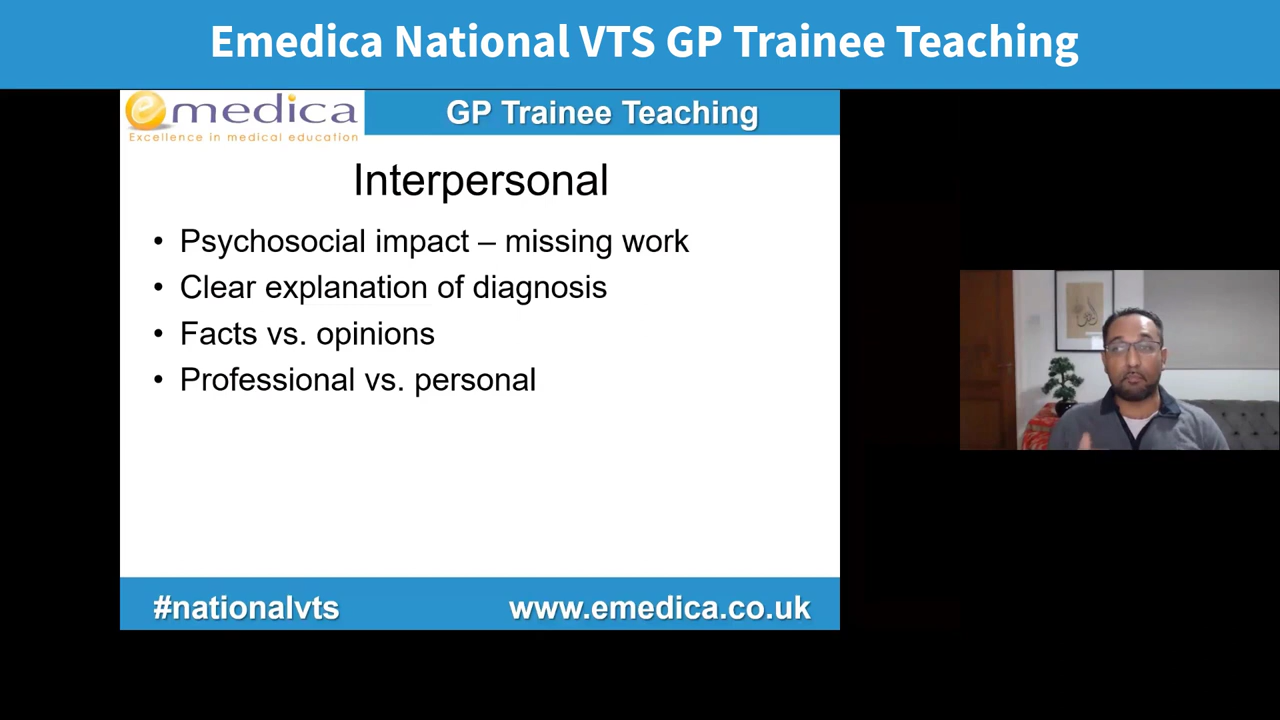 Emedica National VTS GP Trainee Teaching
emedica
Excellence in medical education
GP Trainee Teaching
Interpersonal
• Psychosocial impact – missing work
• Clear explanation of diagnosis
• Facts vs. opinions
• Professional vs. personal
#nationalvts
www.emedica.co.uk